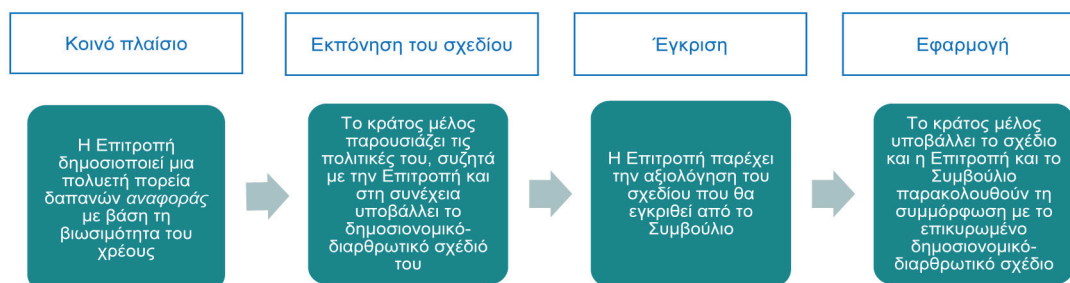 Κοινό πλαίσιο
Εκπόνηση του σχεδίου
Έγκριση
Εφαρμογή
Η Επιτροπή
δημοσιοποιεί μια
πολυετή πορεία
δαπανών αναφοράς
με βάση τη
βιωσιμότητα του
χρέους
Το κράτος μέλος
παρουσιάζει τις
πολιτικές του, συζητά
με την Επιτροπή και
στη συνέχεια
υποβάλλει το
δημοσιονομικό-
διαρθρωτικό σχέδιό
του
Η Επιτροπή παρέχει
την αξιολόγηση του
σχεδίου που θα
εγκριθεί από το
Συμβούλιο
Το κράτος μέλος
υποβάλλει το σχέδιο
και η Επιτροπή και το
Συμβούλιο
παρακολουθούν τη
συμμόρφωση με το
επικυρωμένο
δημοσιονομικό-
διαρθρωτικό σχέδιο